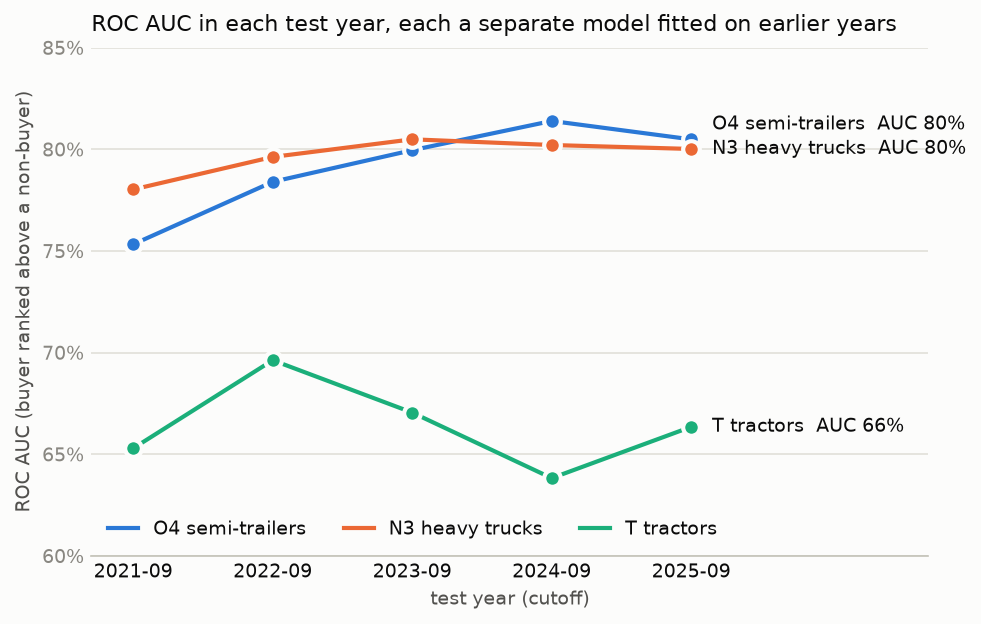 ROC AUC in each test year, each a separate model fitted on earlier years
ROC AUC (buyer ranked above a non-buyer)
85%
80%
75%
70%
65%
60%
O4 semi-trailers AUC 80%
N3 heavy trucks AUC 80%
T tractors AUC 66%
O4 semi-trailers
N3 heavy trucks
T tractors
2021-09
2022-09
2023-09
2024-09
2025-09
test year (cutoff)